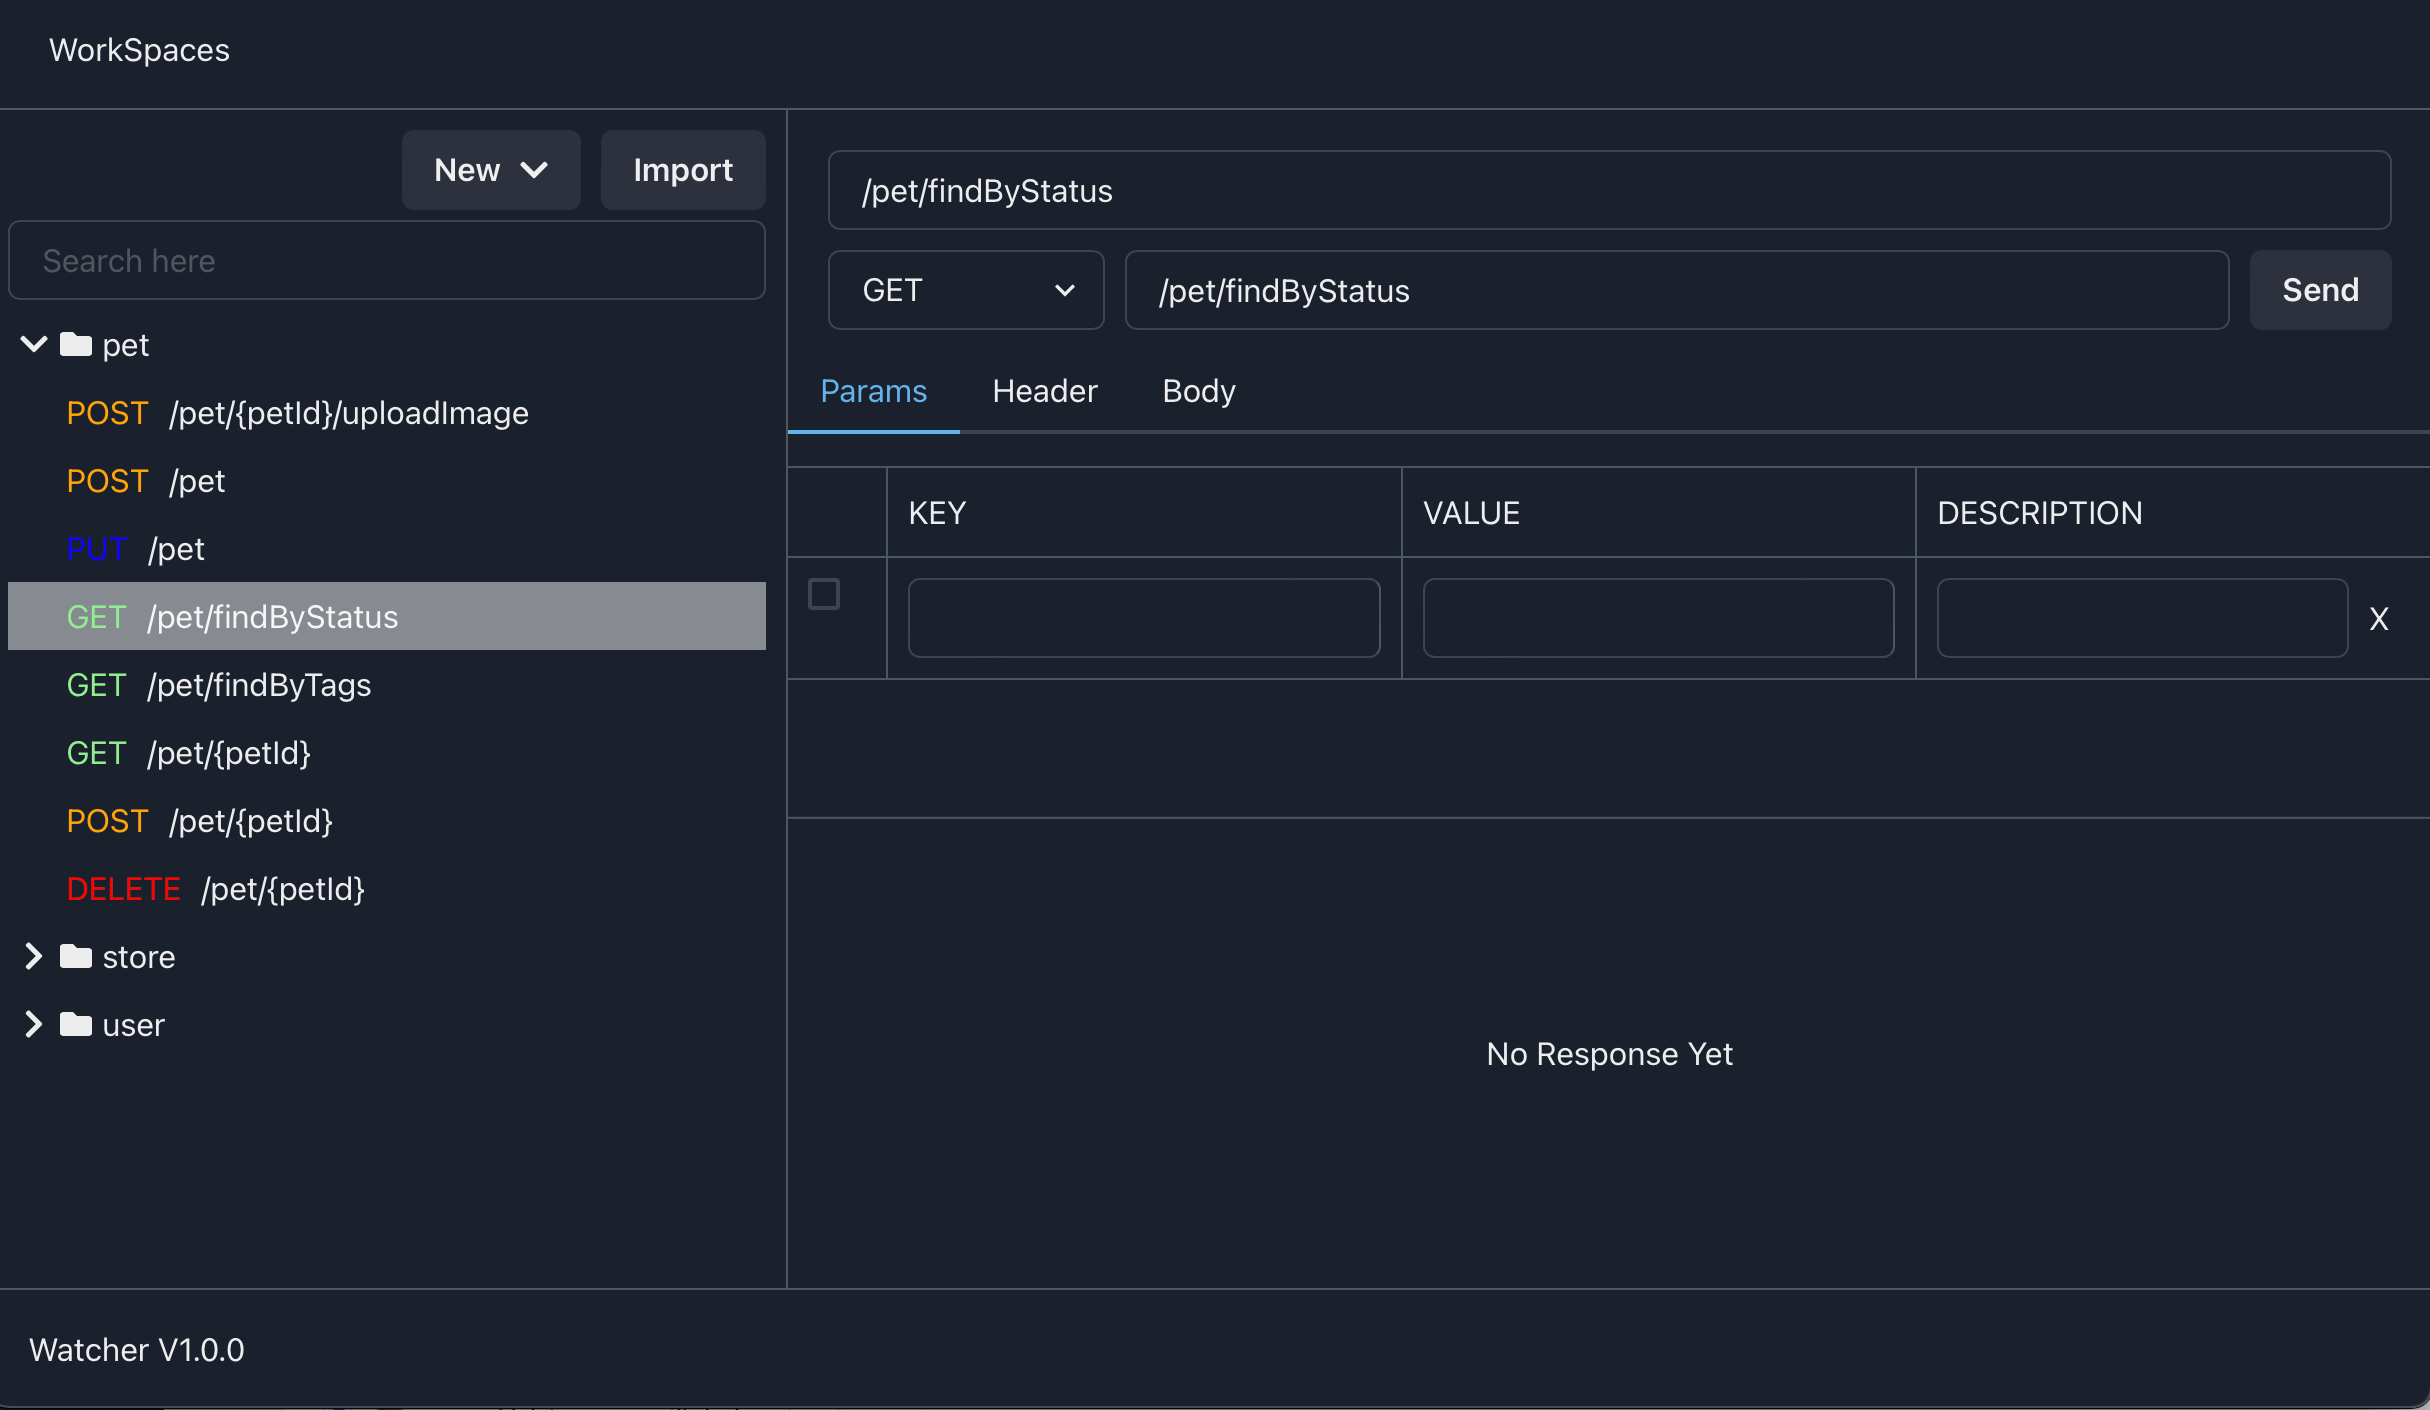 WorkSpaces
New Import
Search here
pet
POST /pet/{petId}/uploadImage
POST /pet
PUT /pet
GET /pet/findByStatus
GET /pet/findByTags
GET /pet/{petId}
POST /pet/{petId}
DELETE /pet/{petId}
store
user
/pet/findByStatus
GET /pet/findByStatus Send
Params Header Body
KEY VALUE DESCRIPTION
X
No Response Yet
Watcher V1.0.0